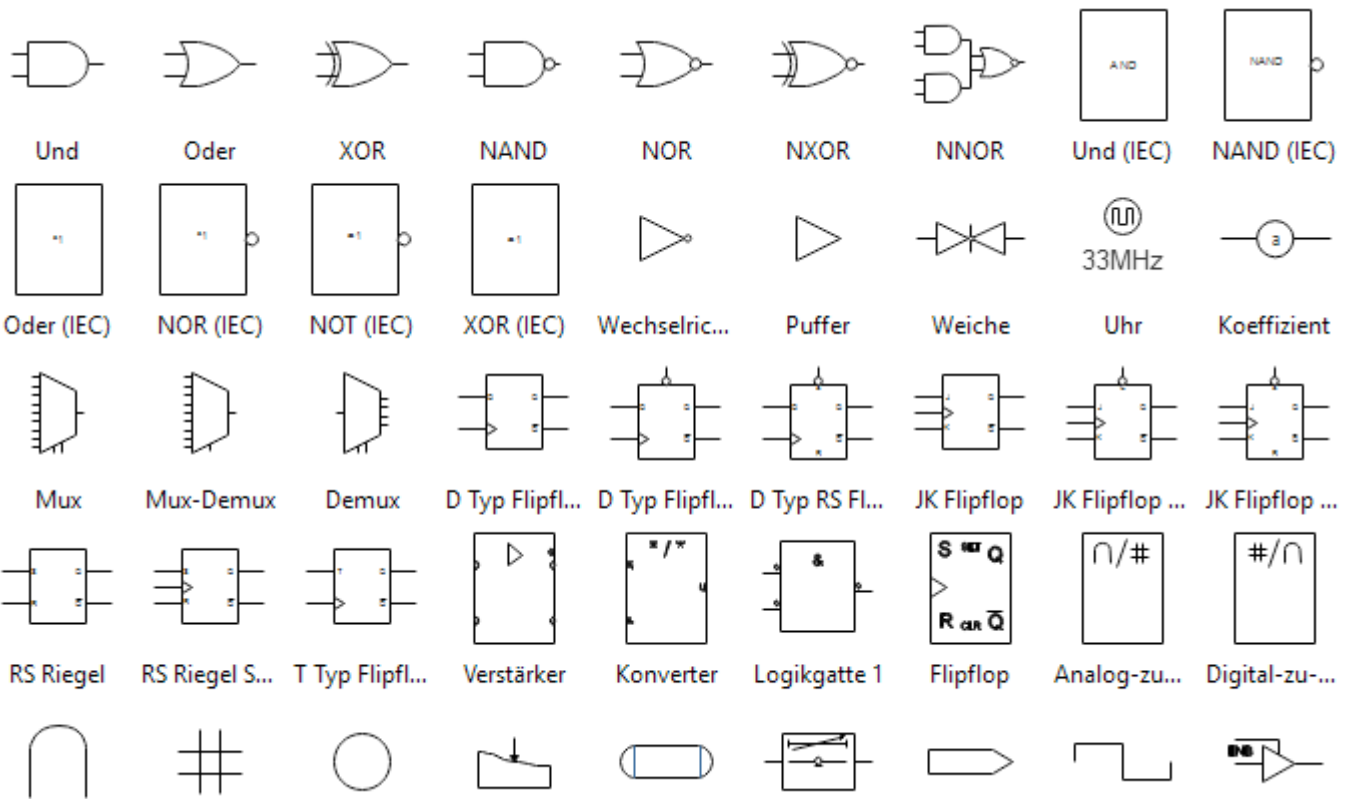 AND
NAND
Und
Oder
XOR
NAND
NOR
NXOR
NNOR
Und (IEC)
NAND (IEC)
33MHz
a
Oder (IEC)
NOR (IEC)
NOT (IEC)
XOR (IEC)
Wechselric...
Puffer
Weiche
Uhr
Koeffizient
Mux
Mux-Demux
Demux
D Typ Flipfl...
D Typ Flipfl...
D Typ RS Fl...
JK Flipflop
JK Flipflop ...
JK Flipflop ...
*/*
&
S SET Q
R CLR Q̅
∩/#
#/∩
RS Riegel
RS Riegel S...
T Typ Flipfl...
Verstärker
Konverter
Logikgatte 1
Flipflop
Analog-zu...
Digital-zu-...